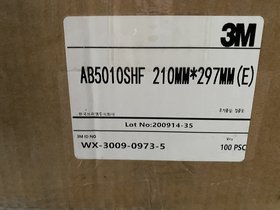 3M
AB5010SHF 210MM*297MM(E)
Lot No:200914-35
3M ID NO
WX-3009-0973-5
100 PSC